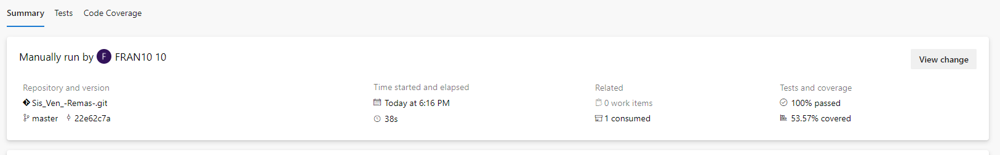 Summary Tests Code Coverage
Manually run by F FRAN10 10
View change
Repository and version
Sis_Ven_-Remas-.git
master 22e62c7a
Time started and elapsed
Today at 6:16 PM
38s
Related
0 work items
1 consumed
Tests and coverage
100% passed
53.57% covered